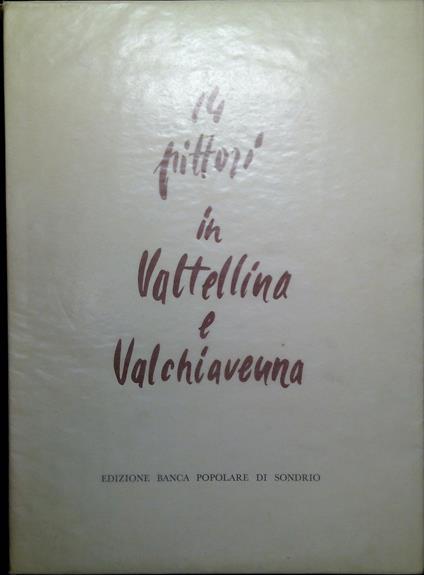 14
pittori
in
Valtellina
e
Valchiavenna
EDIZIONE BANCA POPOLARE DI SONDRIO